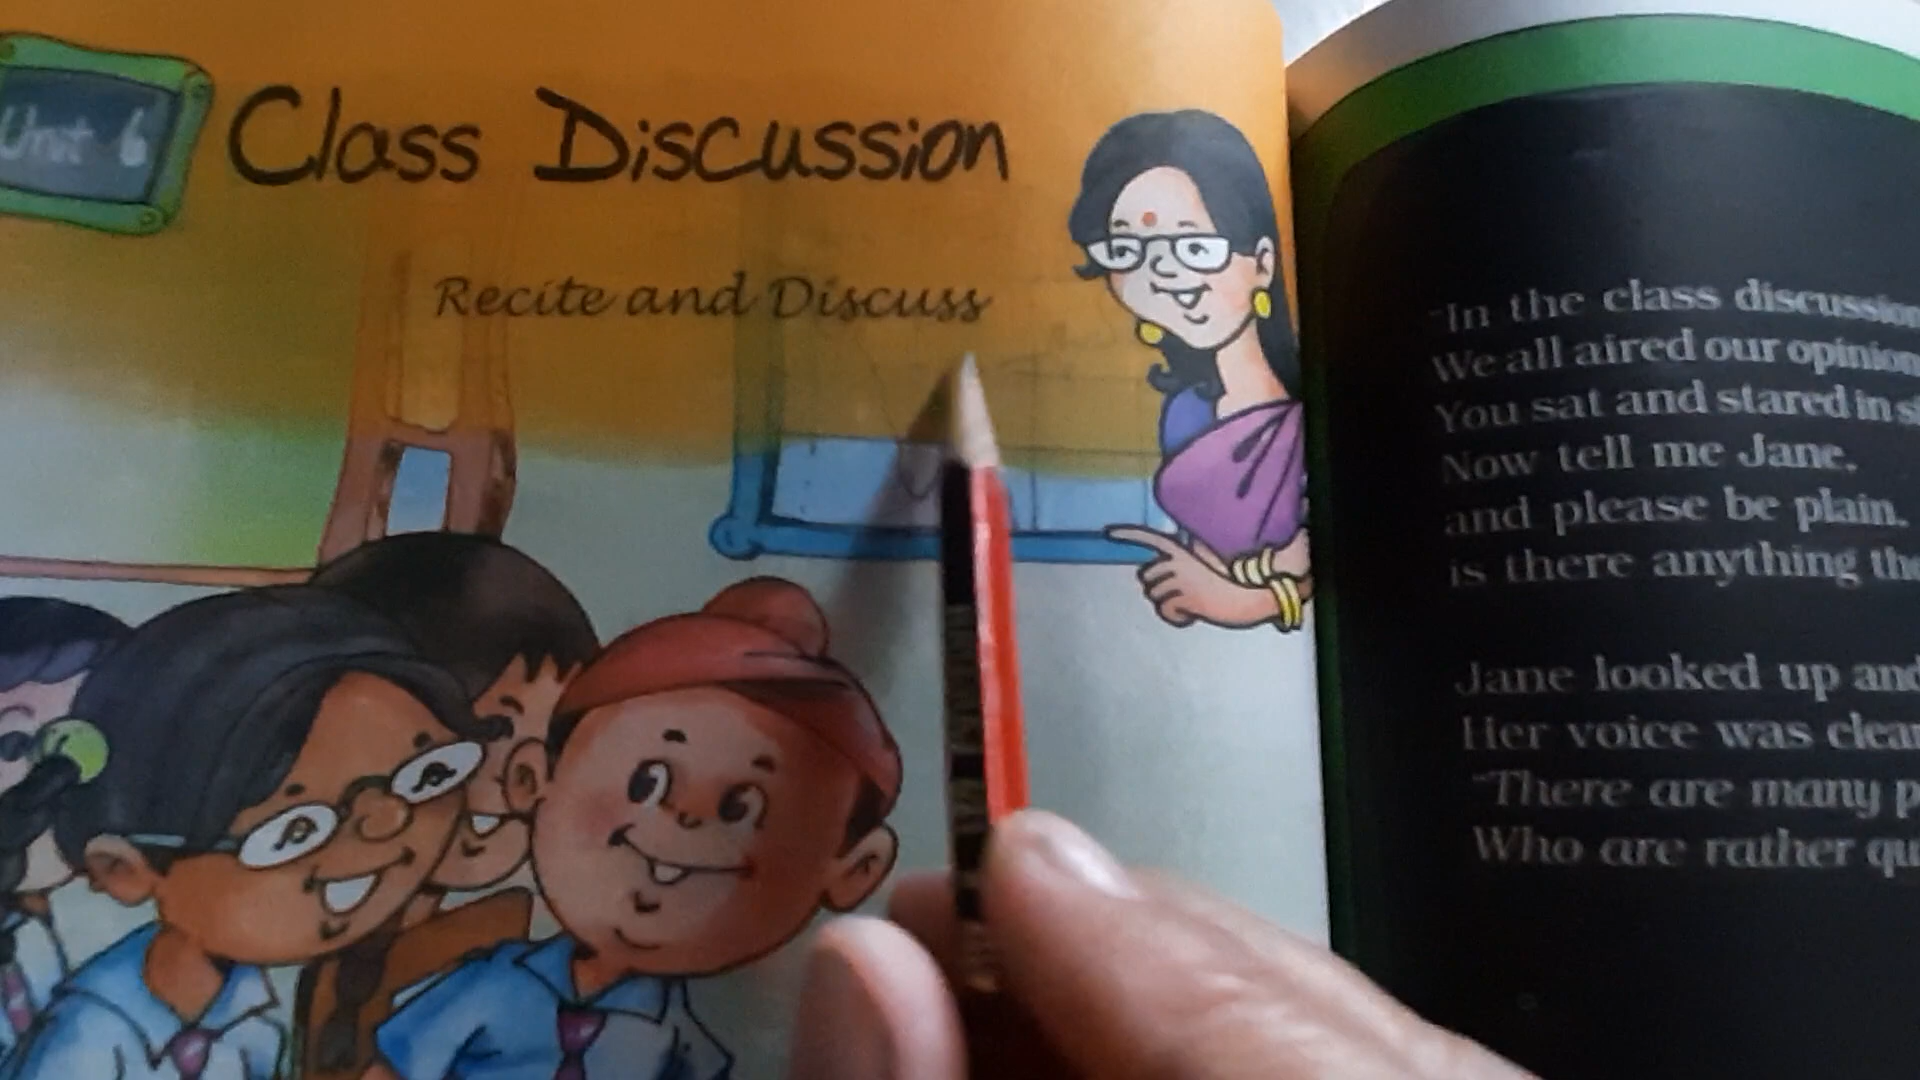 Unit 6
Class Discussion
Recite and Discuss
"In the class discussion
We all aired our opinion
You sat and stared in
Now tell me Jane,
and please be plain.
is there anything
Jane looked up and
Her voice was clear
"There are many
Who are rather